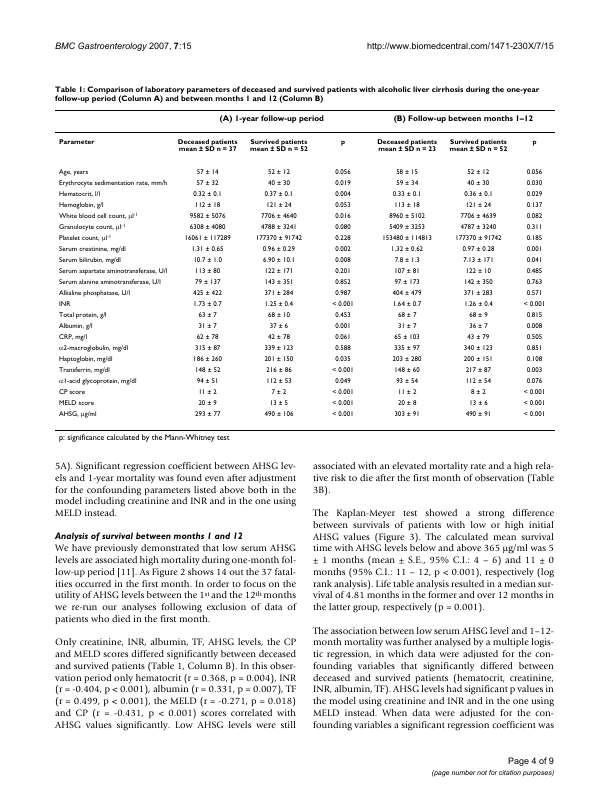 BMC Gastroenterology 2007, 7:15 http://www.biomedcentral.com/1471-230X/7/15
Table 1: Comparison of laboratory parameters of deceased and survived patients with alcoholic liver cirrhosis during the one-year
follow-up period (Column A) and between months 1 and 12 (Column B)
(A) 1-year follow-up period (B) Follow-up between months 1–12
Parameter Deceased patients Survived patients p Deceased patients Survived patients p
mean ± SD n = 37 mean ± SD n = 52 mean ± SD n = 23 mean ± SD n = 52
Age, years 57 ± 14 52 ± 12 0.056 58 ± 15 52 ± 12 0.056
Erythrocyte sedimentation rate, mm/h 57 ± 32 40 ± 30 0.019 59 ± 34 40 ± 30 0.030
Hematocrit, l/l 0.32 ± 0.1 0.37 ± 0.1 0.004 0.33 ± 0.1 0.36 ± 0.1 0.029
Hemoglobin, g/l 112 ± 18 121 ± 24 0.053 113 ± 18 121 ± 24 0.137
White blood cell count, µl⁻¹ 9582 ± 5076 7706 ± 4640 0.016 8960 ± 5102 7706 ± 4639 0.082
Granulocyte count, µl⁻¹ 6308 ± 4080 4788 ± 3241 0.080 5409 ± 3253 4787 ± 3240 0.311
Platelet count, µl⁻¹ 16061 ± 117289 177370 ± 91742 0.228 153480 ± 114813 177370 ± 91742 0.185
Serum creatinine, mg/dl 1.31 ± 0.65 0.96 ± 0.29 0.002 1.32 ± 0.62 0.97 ± 0.28 0.001
Serum bilirubin, mg/dl 10.7 ± 1.0 6.90 ± 10.1 0.008 7.8 ± 1.3 7.13 ± 171 0.041
Serum aspartate aminotransferase, U/l 113 ± 80 122 ± 171 0.201 107 ± 81 122 ± 10 0.485
Serum alanine aminotransferase, U/l 79 ± 137 143 ± 351 0.852 97 ± 173 142 ± 350 0.763
Alkaline phosphatase, U/l 425 ± 422 371 ± 284 0.987 404 ± 479 371 ± 283 0.571
INR 1.73 ± 0.7 1.25 ± 0.4 < 0.001 1.64 ± 0.7 1.26 ± 0.4 < 0.001
Total protein, g/l 63 ± 7 68 ± 10 0.453 68 ± 7 68 ± 9 0.815
Albumin, g/l 31 ± 7 37 ± 6 0.001 31 ± 7 36 ± 7 0.008
CRP, mg/l 62 ± 78 42 ± 78 0.061 65 ± 103 43 ± 79 0.505
α2-macroglobulin, mg/dl 315 ± 87 339 ± 123 0.588 335 ± 97 340 ± 123 0.851
Haptoglobin, mg/dl 186 ± 260 201 ± 150 0.035 203 ± 280 200 ± 151 0.108
Transferrin, mg/dl 148 ± 52 216 ± 86 < 0.001 148 ± 60 217 ± 87 0.003
α1-acid glycoprotein, mg/dl 94 ± 51 112 ± 53 0.049 93 ± 54 112 ± 54 0.076
CP score 11 ± 2 7 ± 2 < 0.001 11 ± 2 8 ± 2 < 0.001
MELD score 20 ± 9 13 ± 5 < 0.001 20 ± 8 13 ± 6 < 0.001
AHSG, µg/ml 293 ± 77 490 ± 106 < 0.001 303 ± 91 490 ± 91 < 0.001
p: significance calculated by the Mann-Whitney test
5A). Significant regression coefficient between AHSG lev-
els and 1-year mortality was found even after adjustment
for the confounding parameters listed above both in the
model including creatinine and INR and in the one using
MELD instead.
Analysis of survival between months 1 and 12
We have previously demonstrated that low serum AHSG
levels are associated high mortality during one-month fol-
low-up period [11]. As Figure 2 shows 14 out the 37 fatal-
ities occurred in the first month. In order to focus on the
utility of AHSG levels between the 1st and the 12th months
we re-run our analyses following exclusion of data of
patients who died in the first month.
Only creatinine, INR, albumin, TF, AHSG levels, the CP
and MELD scores differed significantly between deceased
and survived patients (Table 1, Column B). In this obser-
vation period only hematocrit (r = 0.368, p = 0.004), INR
(r = -0.404, p < 0.001), albumin (r = 0.331, p = 0.007), TF
(r = 0.499, p < 0.001), the MELD (r = -0.271, p = 0.018)
and CP (r = -0.431, p < 0.001) scores correlated with
AHSG values significantly. Low AHSG levels were still
associated with an elevated mortality rate and a high rela-
tive risk to die after the first month of observation (Table
3B).
The Kaplan-Meyer test showed a strong difference
between survivals of patients with low or high initial
AHSG values (Figure 3). The calculated mean survival
time with AHSG levels below and above 365 µg/ml was 5
± 1 months (mean ± S.E., 95% C.I.: 4 – 6) and 11 ± 0
months (95% C.I.: 11 – 12, p < 0.001), respectively (log
rank analysis). Life table analysis resulted in a median sur-
vival of 4.81 months in the former and over 12 months in
the latter group, respectively (p = 0.001).
The association between low serum AHSG level and 1–12-
month mortality was further analysed by a multiple logis-
tic regression, in which data were adjusted for the con-
founding variables that significantly differed between
deceased and survived patients (hematocrit, creatinine,
INR, albumin, TF). AHSG levels had significant p values in
the model using creatinine and INR and in the one using
MELD instead. When data were adjusted for the con-
founding variables a significant regression coefficient was
Page 4 of 9
(page number not for citation purposes)